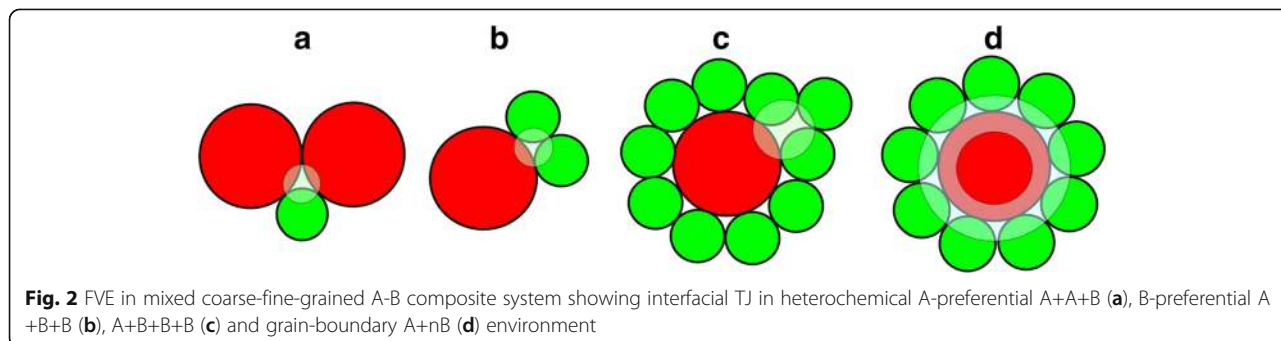 a b c d
Fig. 2 FVE in mixed coarse-fine-grained A-B composite system showing interfacial TJ in heterochemical A-preferential A+A+B (a), B-preferential A
+B+B (b), A+B+B+B (c) and grain-boundary A+nB (d) environment